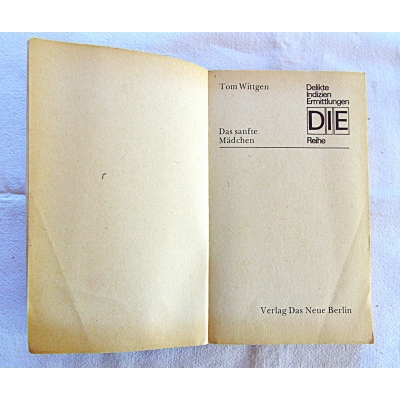 Tom Wittgen
Delikte
Indizien
Ermittlungen
DIE
Reihe
Das sanfte
Mädchen
Verlag Das Neue Berlin